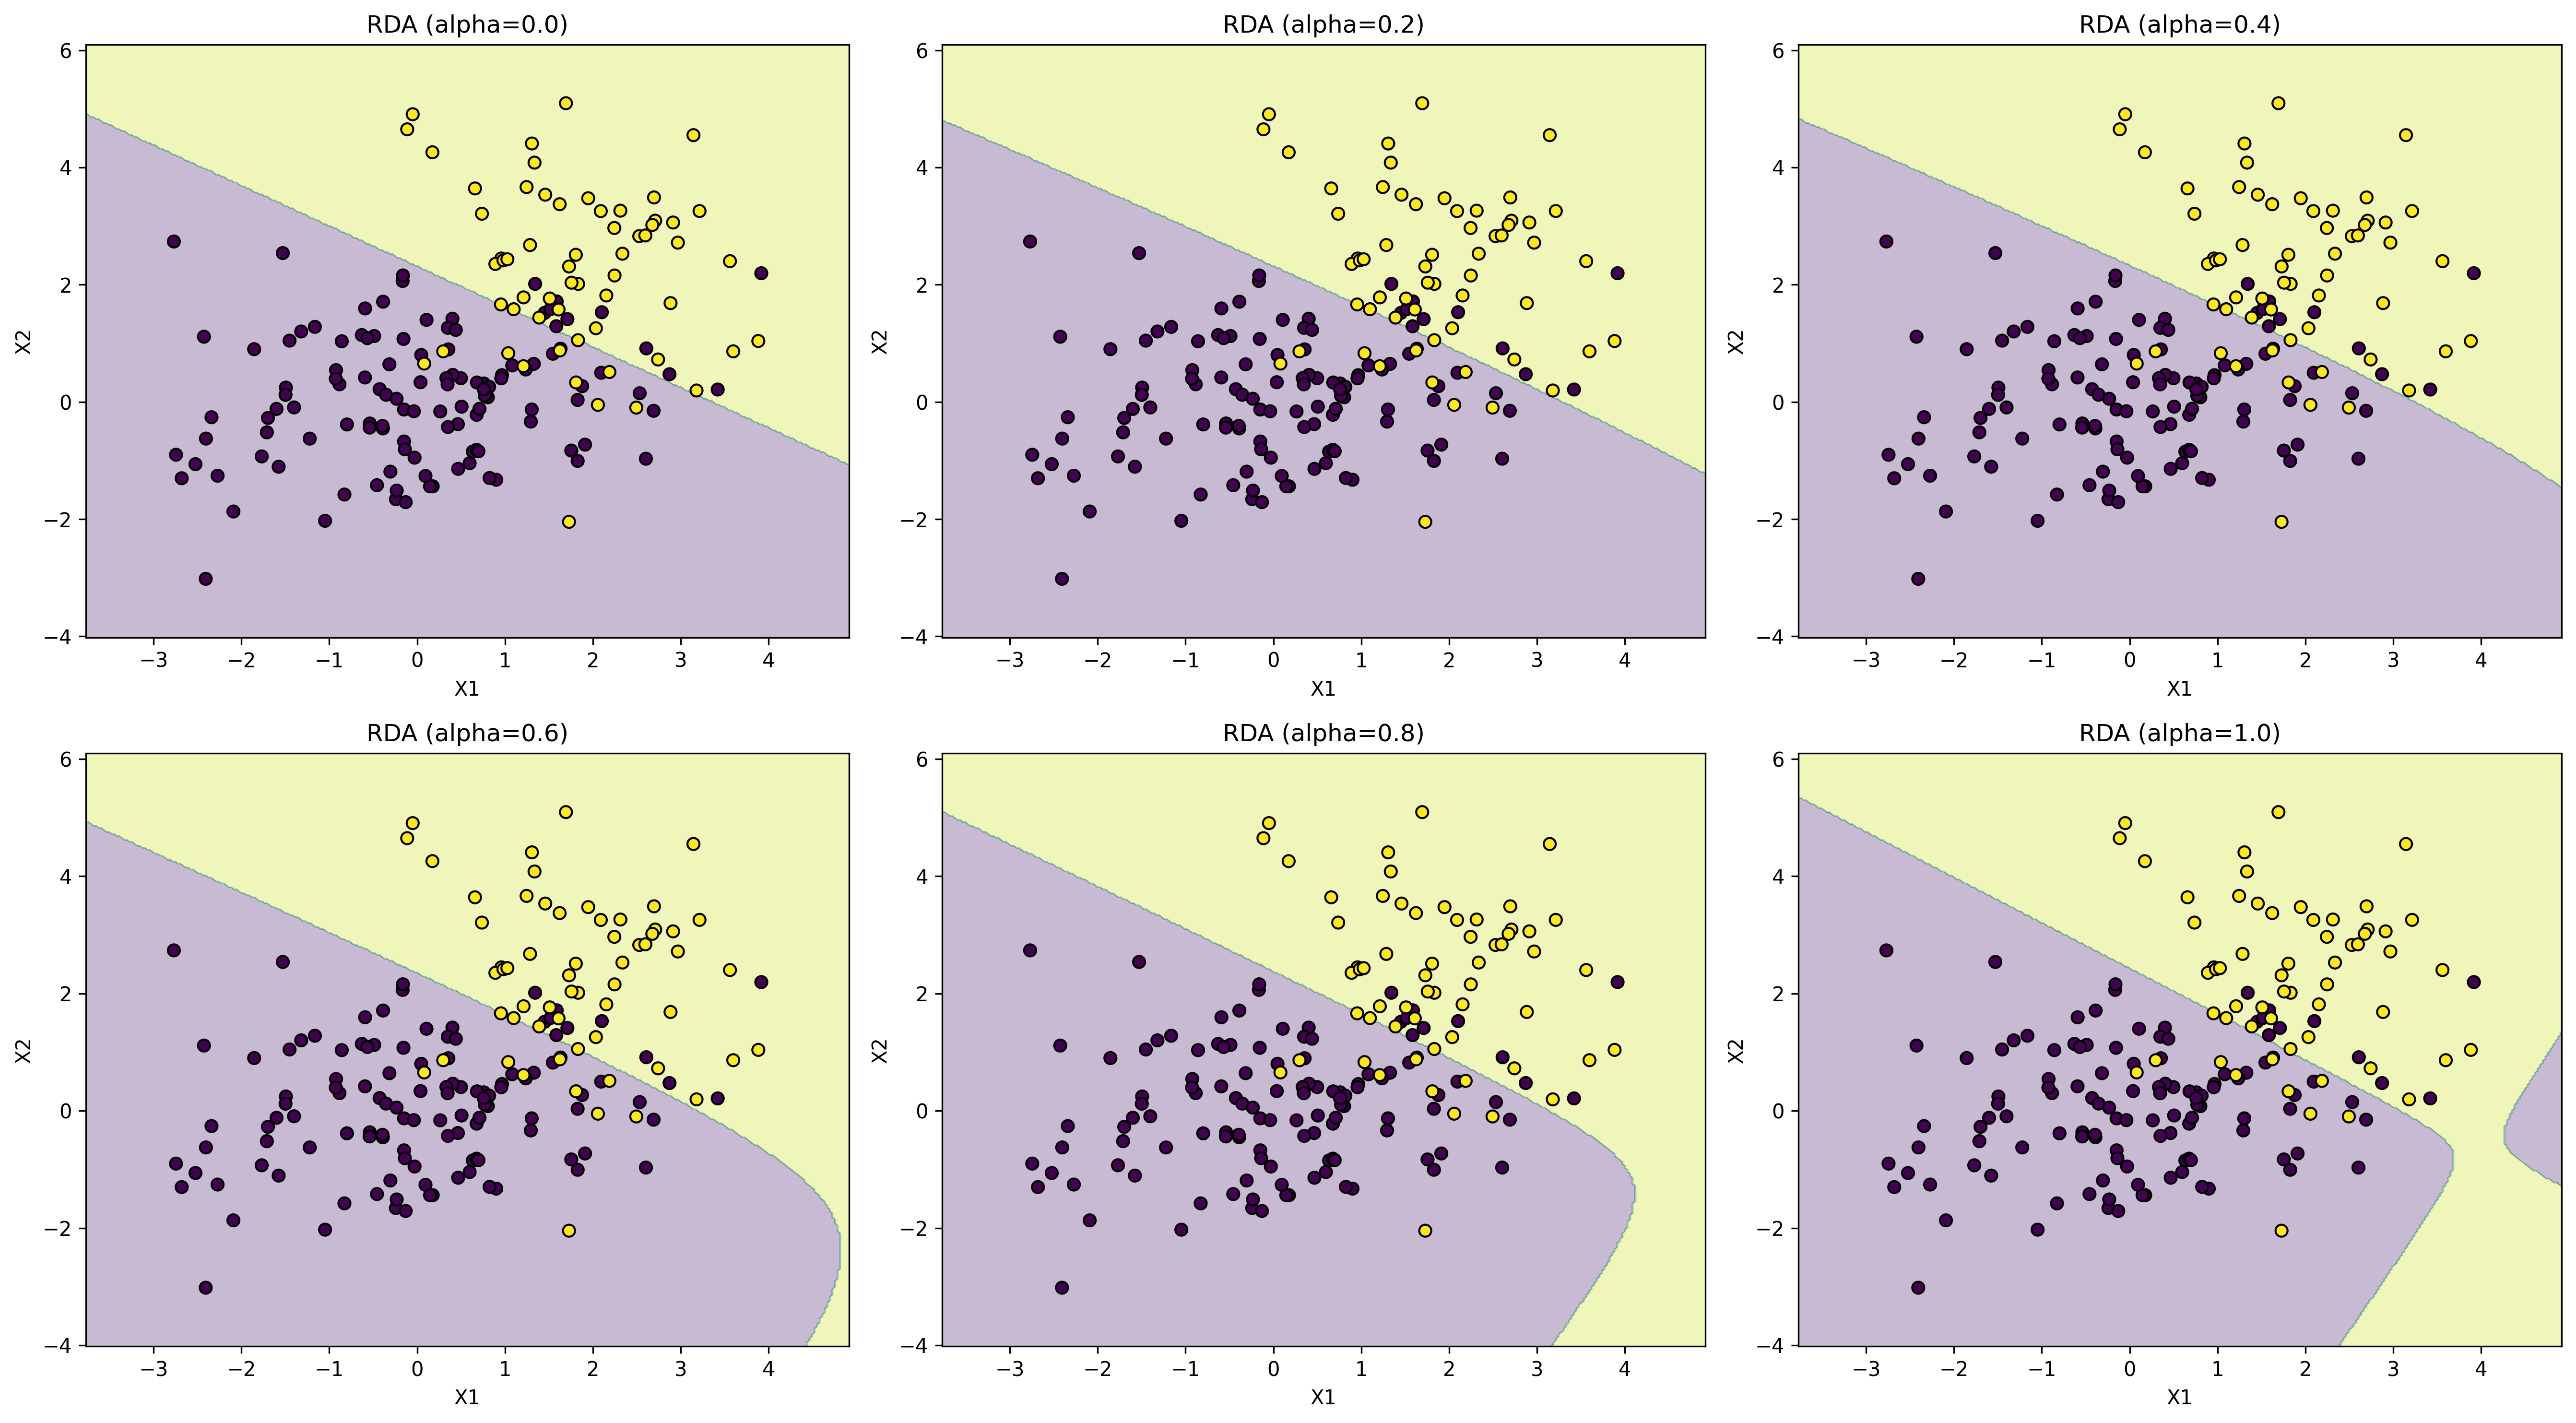 RDA (alpha=0.0)
RDA (alpha=0.2)
RDA (alpha=0.4)
6
4
2
0
−2
−4
X2
−3 −2 −1 0 1 2 3 4
X1
6
4
2
0
−2
−4
X2
−3 −2 −1 0 1 2 3 4
X1
6
4
2
0
−2
−4
X2
−3 −2 −1 0 1 2 3 4
X1
RDA (alpha=0.6)
RDA (alpha=0.8)
RDA (alpha=1.0)
6
4
2
0
−2
−4
X2
−3 −2 −1 0 1 2 3 4
X1
6
4
2
0
−2
−4
X2
−3 −2 −1 0 1 2 3 4
X1
6
4
2
0
−2
−4
X2
−3 −2 −1 0 1 2 3 4
X1